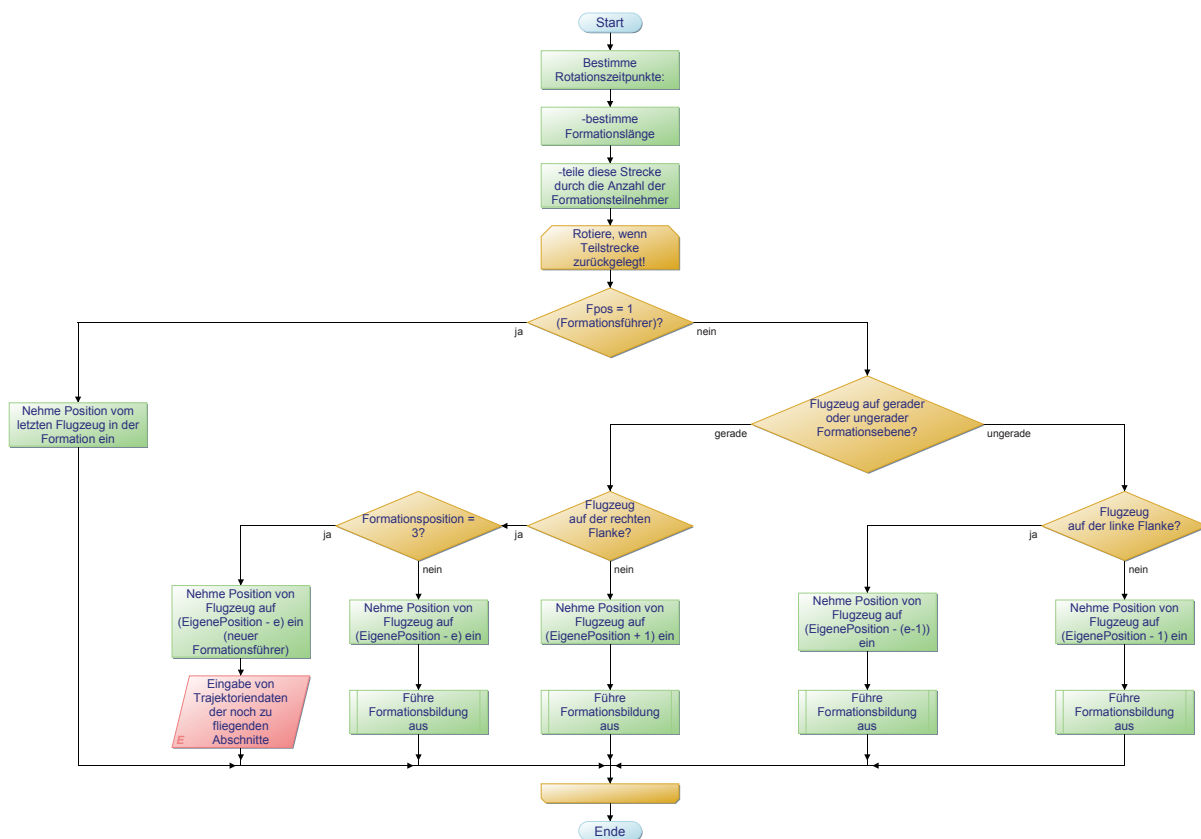 Start
Bestimme
Rotationszeitpunkte:
-bestimme
Formationslänge
-teile diese Strecke
durch die Anzahl der
Formationsteilnehmer
Rotiere, wenn
Teilstrecke
zurückgelegt!
Fpos = 1
(Formationsführer)?
ja
nein
Nehme Position vom
letzten Flugzeug in der
Formation ein
Flugzeug auf gerader
oder ungerader
Formationsebene?
gerade
ungerade
Formationsposition =
3?
ja
nein
Flugzeug
auf der rechten
Flanke?
ja
nein
Flugzeug
auf der linke Flanke?
ja
nein
Nehme Position von
Flugzeug auf
(EigenePosition - e) ein
(neuer
Formationsführer)
Nehme Position von
Flugzeug auf
(EigenePosition - e) ein
Nehme Position von
Flugzeug auf
(EigenePosition + 1) ein
Nehme Position von
Flugzeug auf
(EigenePosition - (e-1))
ein
Nehme Position von
Flugzeug auf
(EigenePosition - 1) ein
Eingabe von
Trajektoriendaten
der noch zu
fliegenden
Abschnitte
E
Führe
Formationsbildung
aus
Führe
Formationsbildung
aus
Führe
Formationsbildung
aus
Führe
Formationsbildung
aus
Ende